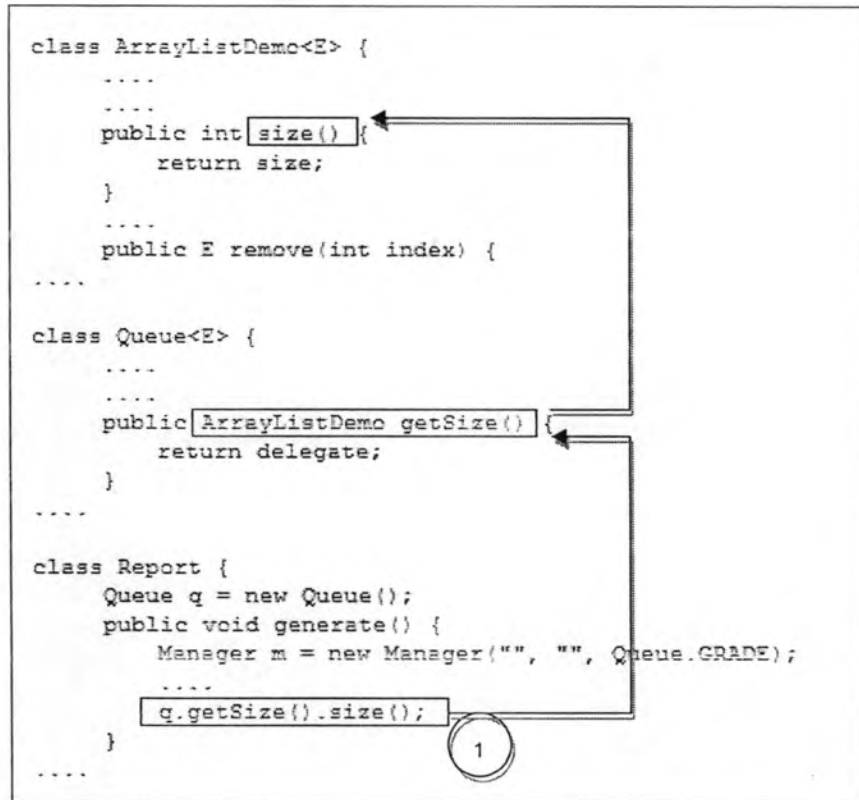 class ArrayListDemo<E> {
....
....
public int size() {
return size;
}
....
public E remove(int index) {
....
class Queue<E> {
....
....
public ArrayListDemo getSize() {
return delegate;
}
....
class Report {
Queue q = new Queue();
public void generate() {
Manager m = new Manager("", "", Queue.GRADE);
....
q.getSize().size();
}
1
....